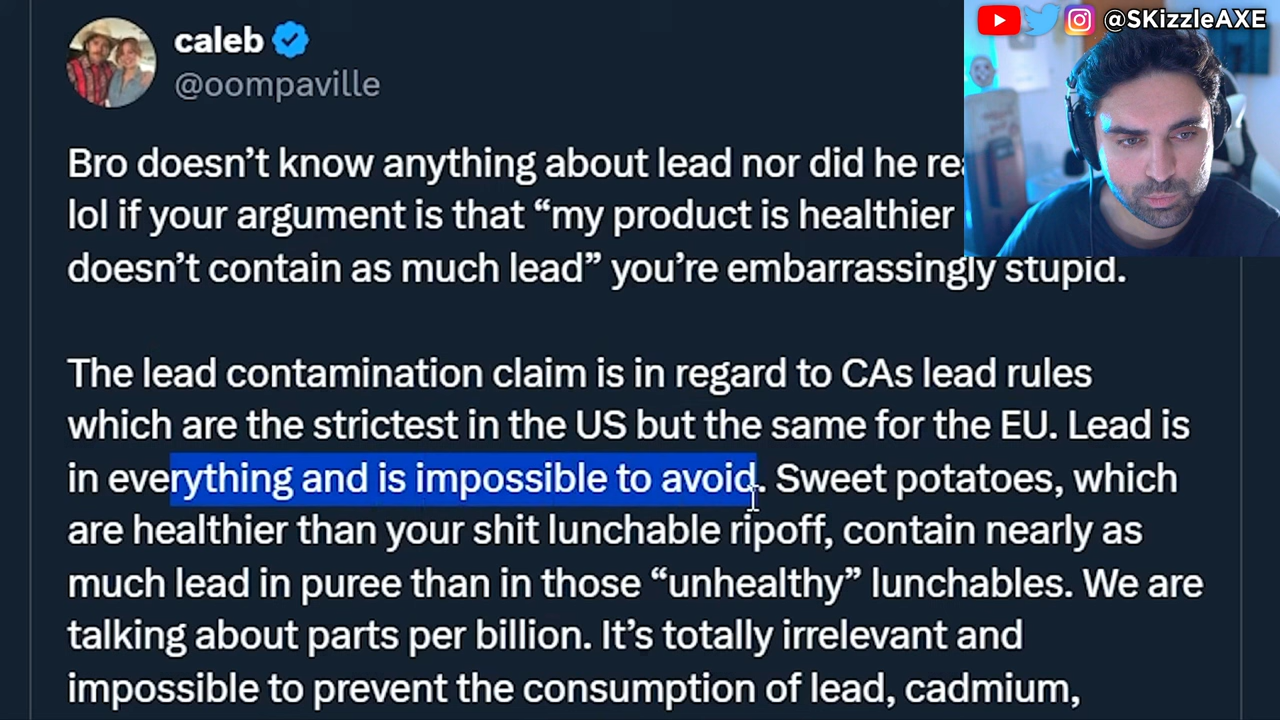 @SKizzleAXE
caleb
@oompaville
Bro doesn’t know anything about lead nor did he
lol if your argument is that “my product is healthier
doesn’t contain as much lead” you’re embarrassingly stupid.
The lead contamination claim is in regard to CAs lead rules
which are the strictest in the US but the same for the EU. Lead is
in everything and is impossible to avoid. Sweet potatoes, which
are healthier than your shit lunchable ripoff, contain nearly as
much lead in puree than in those “unhealthy” lunchables. We are
talking about parts per billion. It’s totally irrelevant and
impossible to prevent the consumption of lead, cadmium,